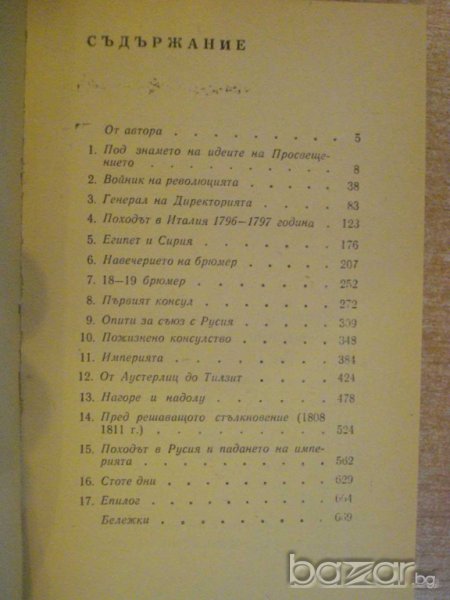 СЪДЪРЖАНИЕ
От автора . . . . . . . . . 5
1. Под знамето на идеите на Просвеще-
нието . . . . . . . . . 8
2. Войник на революцията . . . . . 38
3. Генерал на Директорията . . . . 83
4. Походът в Италия 1796—1797 година . 123
5. Египет и Сирия . . . . . . 176
6. Навечерието на брюмер . . . . . 207
7. 18—19 брюмер . . . . . . 252
8. Първият консул . . . . . . 272
9. Опити за съюз с Русия . . . . . 309
10. Пожизнено консулство . . . . . 348
11. Империята . . . . . . . 384
12. От Аустерлиц до Тилзит . . . . 424
13. Нагоре и надолу . . . . . . 478
14. Пред решаващото стълкновение (1808
1811 г.) . . . . . . . . 524
15. Походът в Русия и падането на импе-
рията . . . . . . . . . 562
16. Стоте дни . . . . . . . 629
17. Епилог . . . . . . . .
Бележки . . . . . . . .
bazar.bg